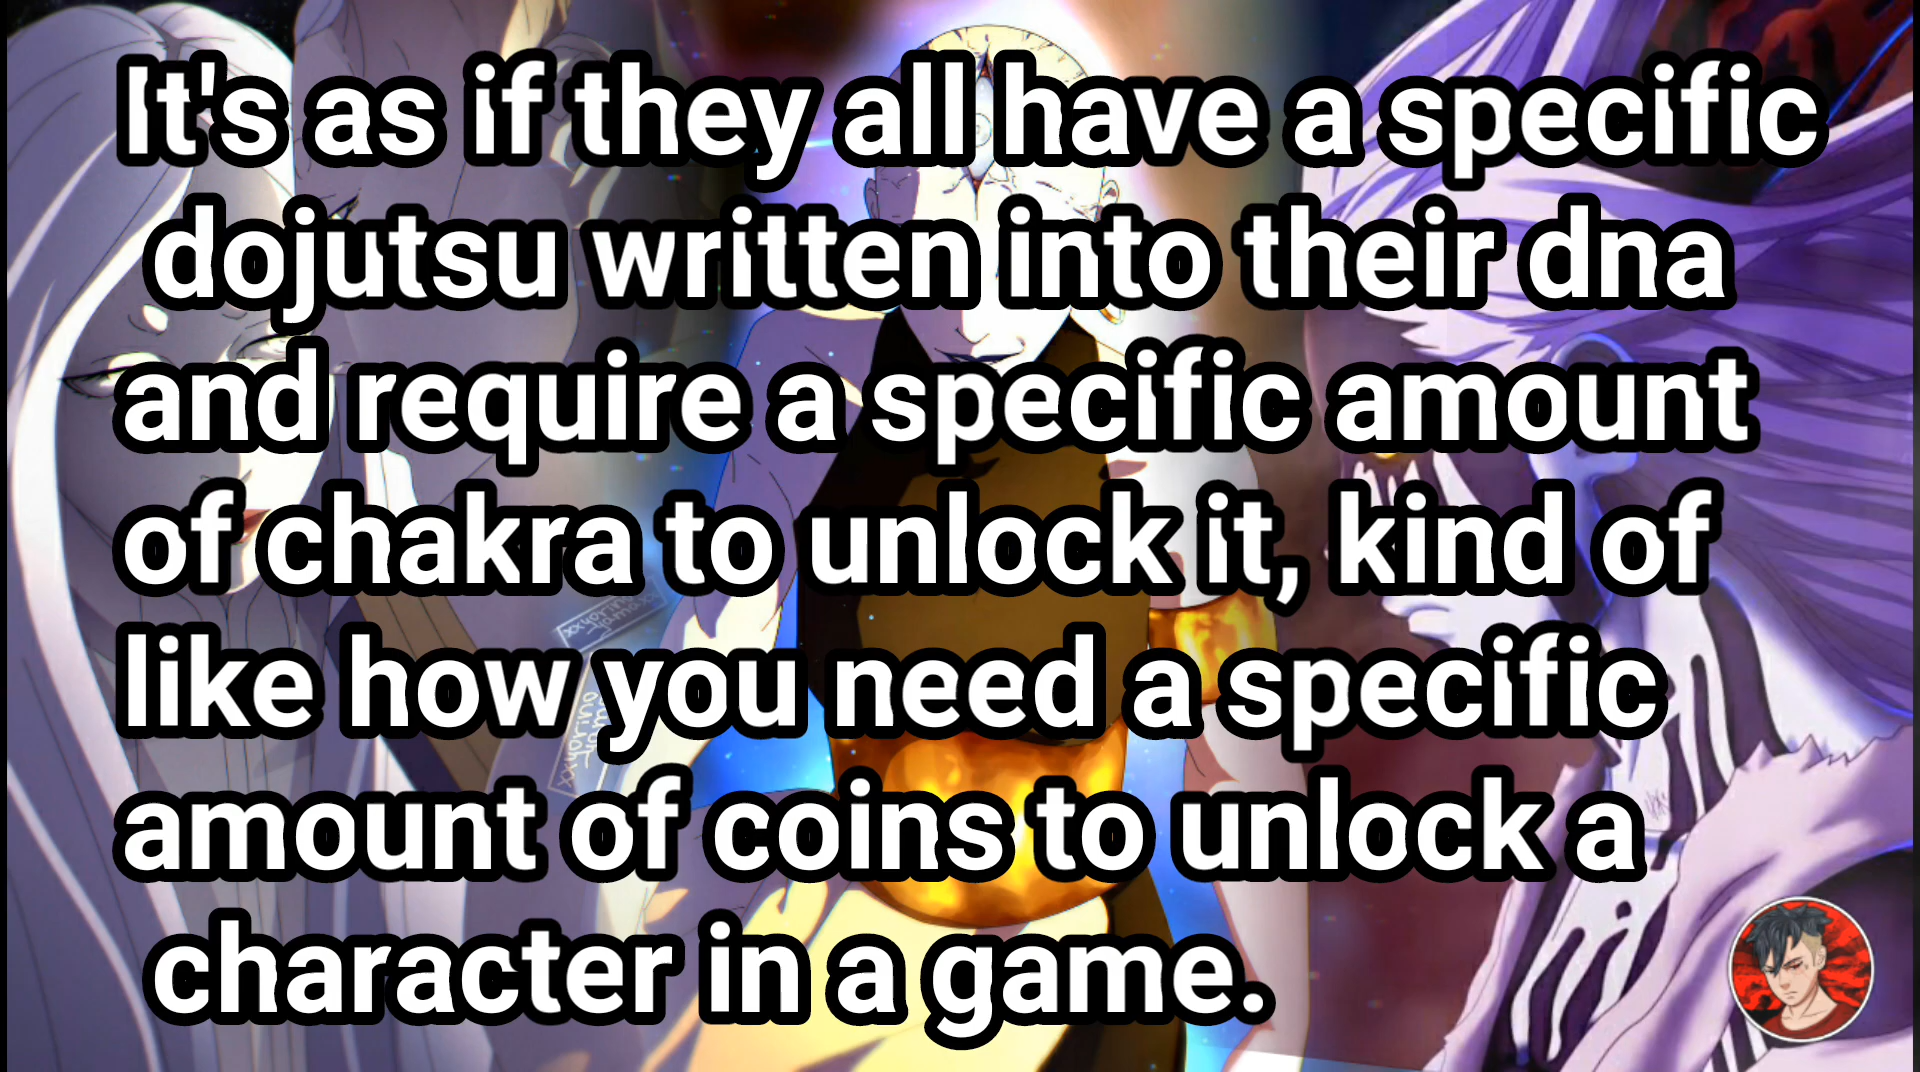 It's as if they all have a specific
dojutsu written into their dna
and require a specific amount
of chakra to unlock it, kind of
like how you need a specific
amount of coins to unlock a
character in a game.